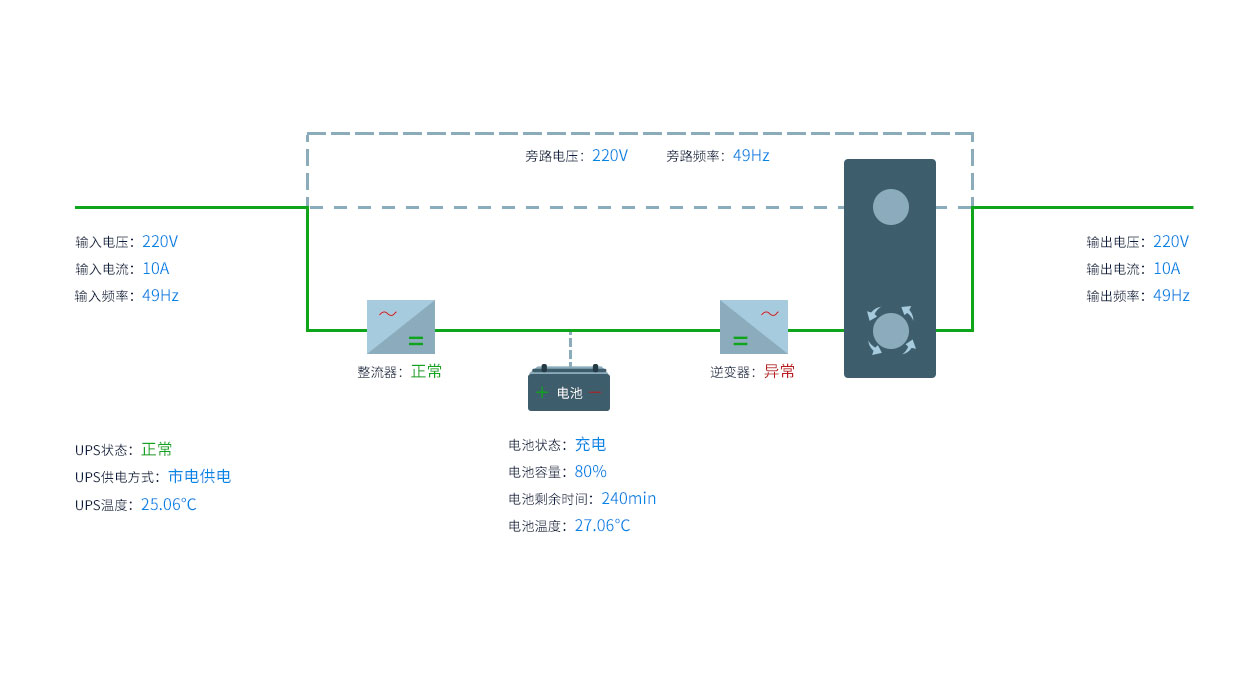 旁路电压：220V 旁路频率：49Hz
输入电压：220V
输入电流：10A
输入频率：49Hz
输出电压：220V
输出电流：10A
输出频率：49Hz
整流器：正常
逆变器：异常
+ 电池 −
UPS状态：正常
UPS供电方式：市电供电
UPS温度：25.06℃
电池状态：充电
电池容量：80%
电池剩余时间：240min
电池温度：27.06℃